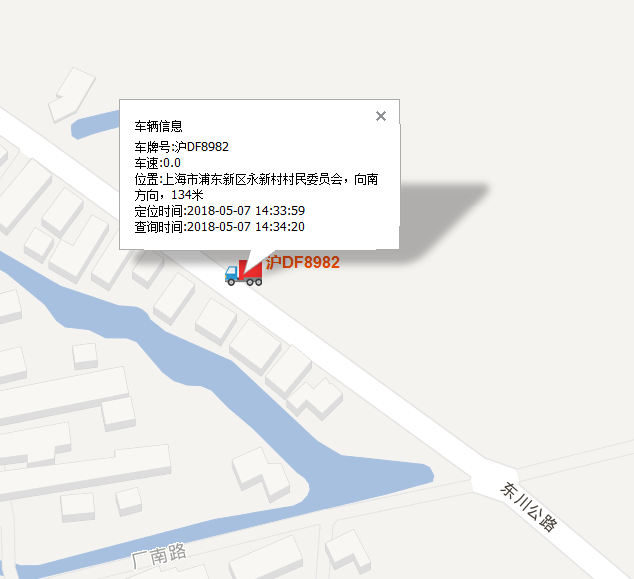 车辆信息
车牌号:沪DF8982
车速:0.0
位置:上海市浦东新区永新村村民委员会，向南
方向，134米
定位时间:2018-05-07 14:33:59
查询时间:2018-05-07 14:34:20
沪DF8982
东川公路
厂南路